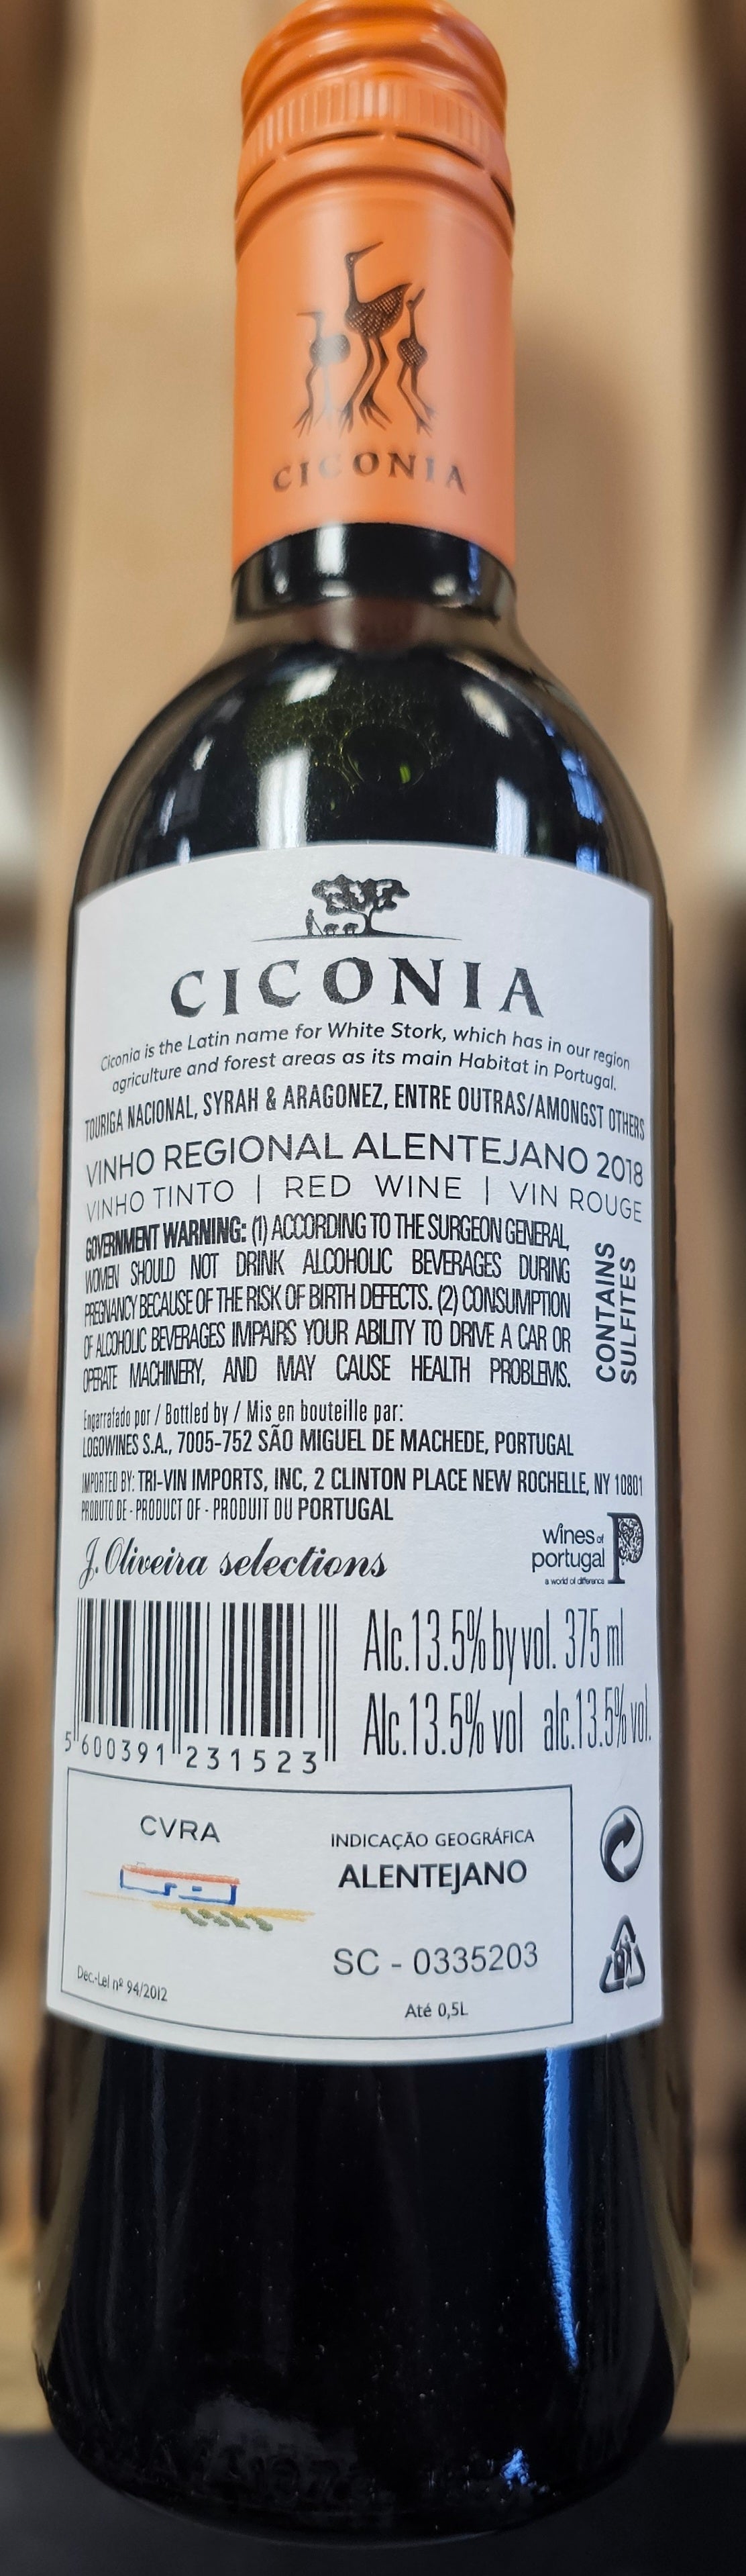 CICONIA
CICONIA
Ciconia is the Latin name for White Stork, which has in our region
agriculture and forest areas as its main Habitat in Portugal.
TOURIGA NACIONAL, SYRAH & ARAGONEZ, ENTRE OUTRAS/AMONGST OTHERS
VINHO REGIONAL ALENTEJANO 2018
VINHO TINTO | RED WINE | VIN ROUGE
GOVERNMENT WARNING: (1) ACCORDING TO THE SURGEON GENERAL,
WOMEN SHOULD NOT DRINK ALCOHOLIC BEVERAGES DURING
PREGNANCY BECAUSE OF THE RISK OF BIRTH DEFECTS. (2) CONSUMPTION
OF ALCOHOLIC BEVERAGES IMPAIRS YOUR ABILITY TO DRIVE A CAR OR
OPERATE MACHINERY, AND MAY CAUSE HEALTH PROBLEMS.
CONTAINS
SULFITES
Engarrafado por / Bottled by / Mis en bouteille par:
LOGOWINES S.A., 7005-752 SÃO MIGUEL DE MACHEDE, PORTUGAL
IMPORTED BY: TRI-VIN IMPORTS, INC, 2 CLINTON PLACE NEW ROCHELLE, NY 10801
PRODUTO DE - PRODUCT OF - PRODUIT DU PORTUGAL
J. Oliveira selections
wines of
portugal
a world of difference
P
Alc.13.5% by vol. 375 ml
Alc.13.5% vol alc.13.5% vol.
5 600391 231523
CVRA
Dec.-Lei nº 94/2012
INDICAÇÃO GEOGRÁFICA
ALENTEJANO
SC - 0335203
Até 0,5L